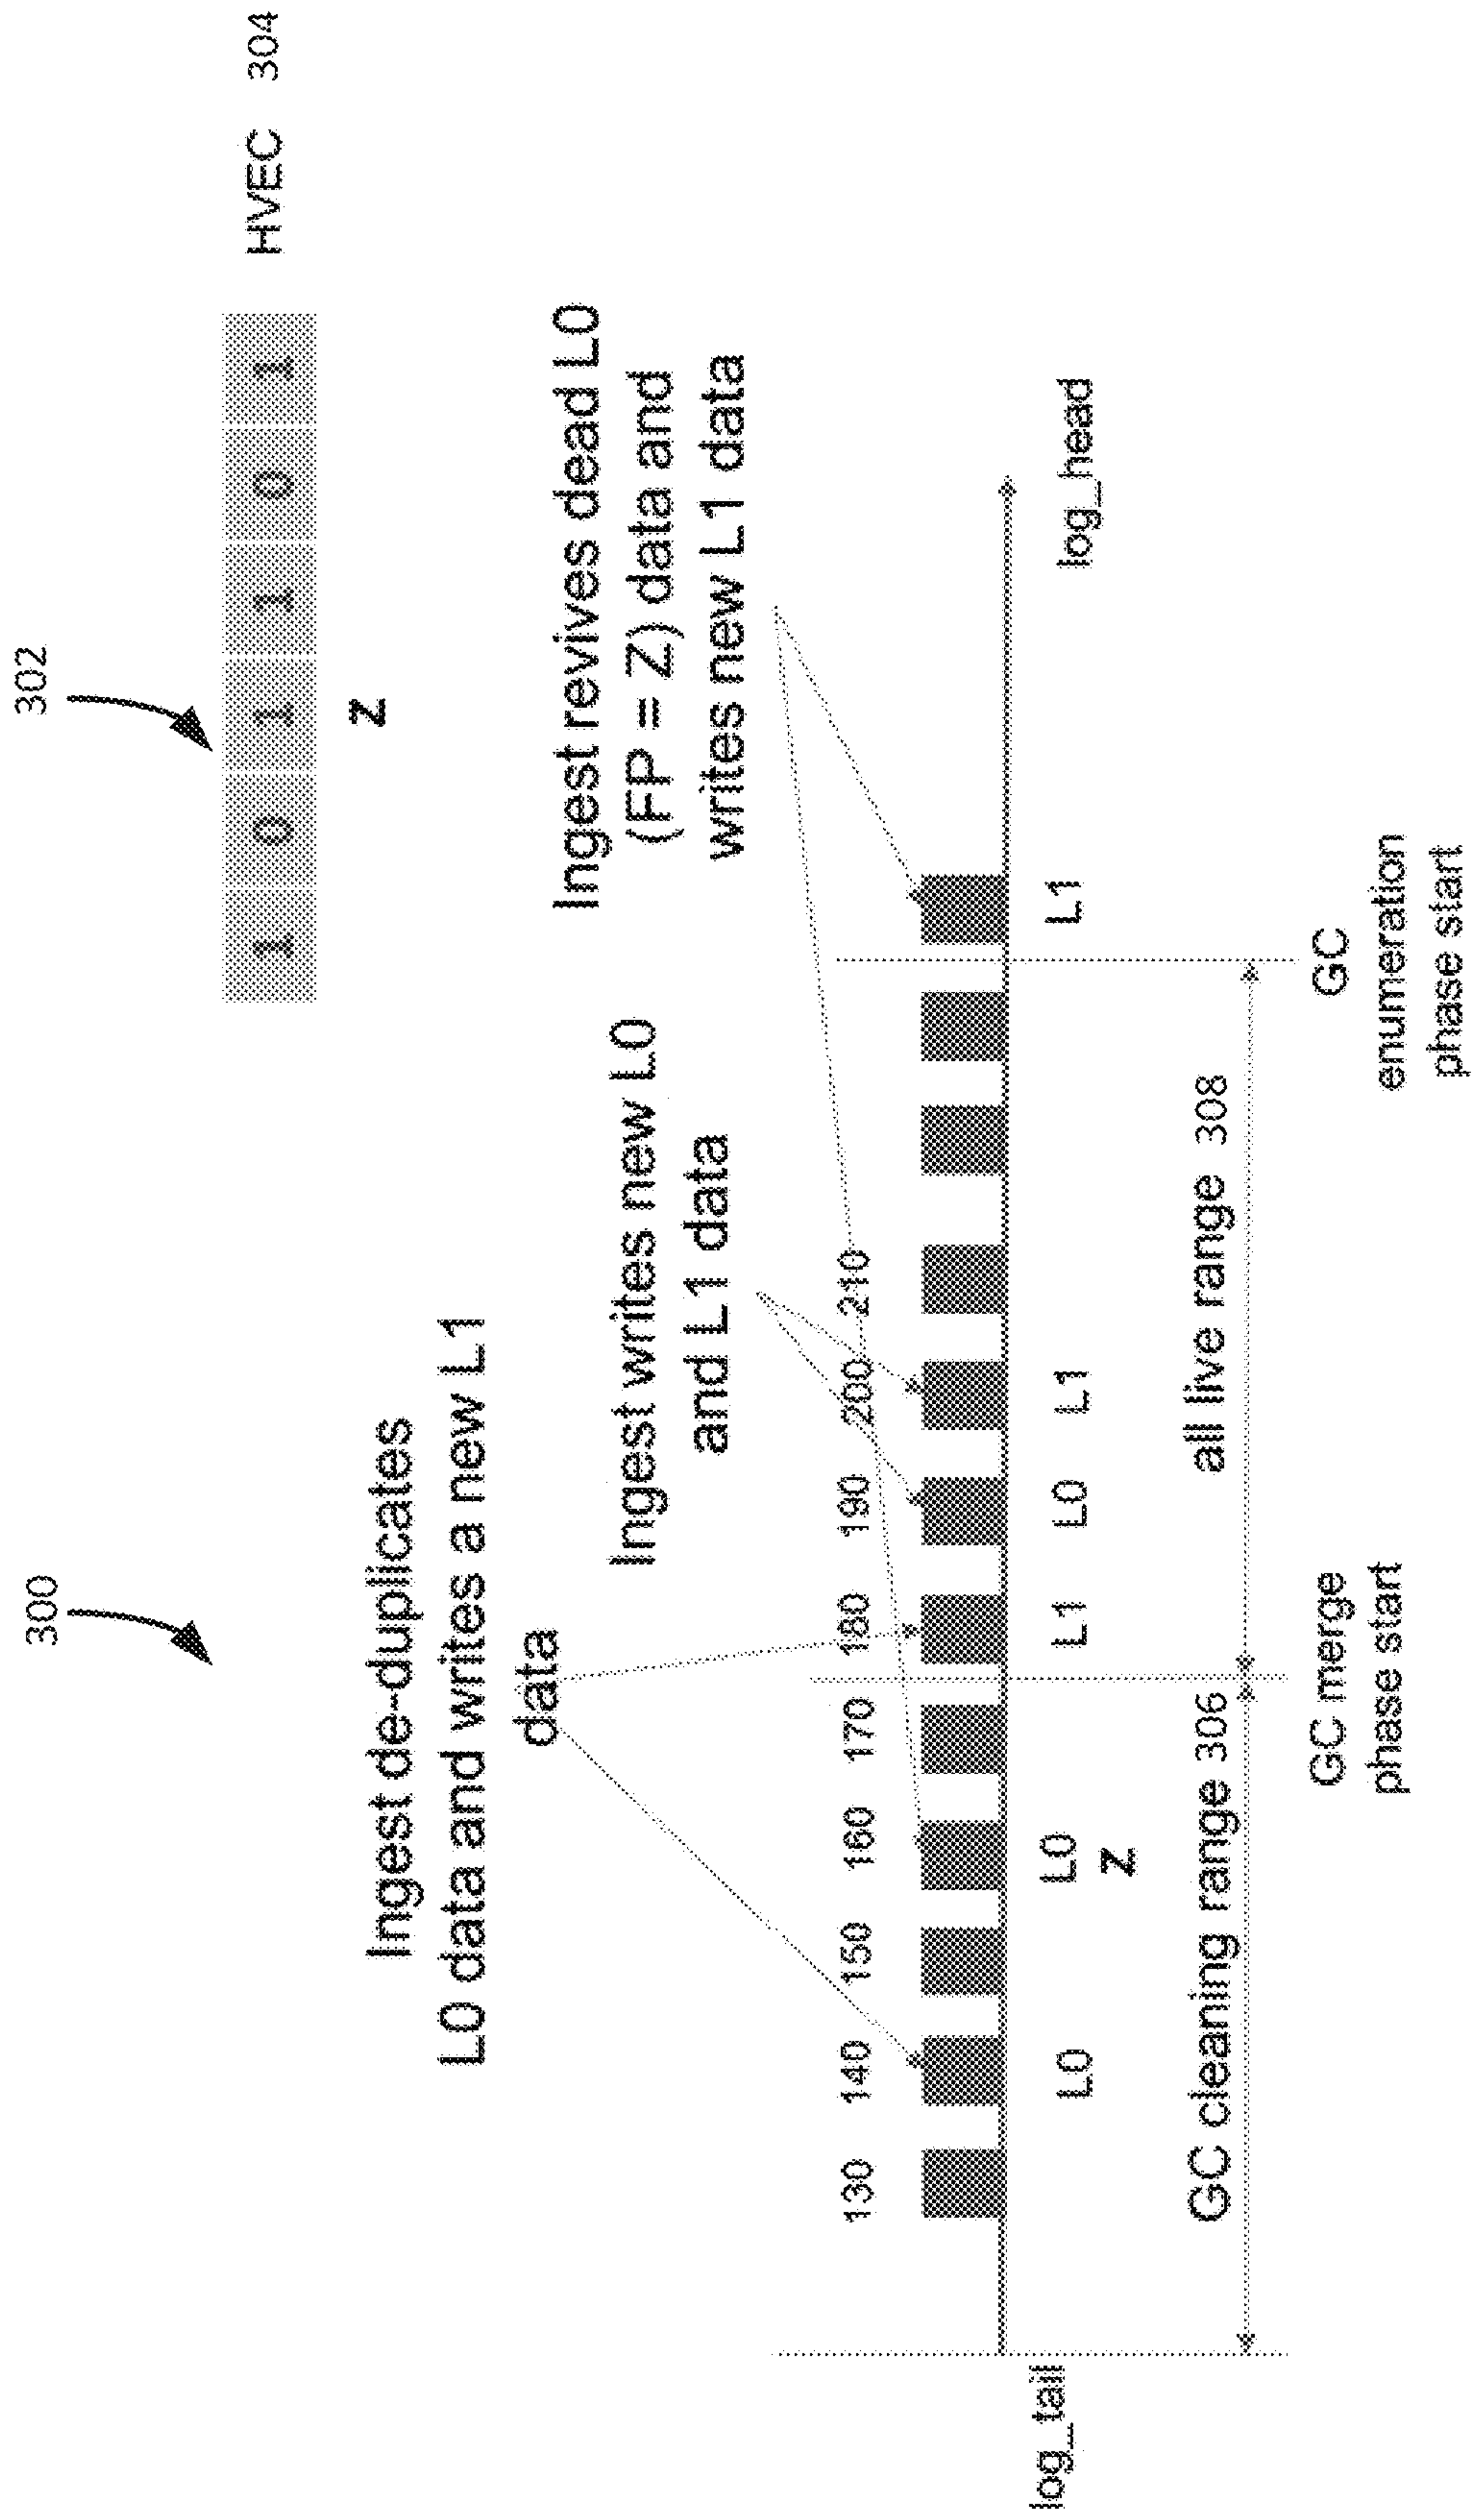 300
302
1 0 1 1 0 1
HVEC 304
Z
Ingest de-duplicates
L0 data and writes a new L1
data
Ingest writes new L0
and L1 data
Ingest revives dead L0
(FP = Z) data and
writes new L1 data
130 140 150 160 170 180 190 200 210
log_tail
L0
L0
Z
L1
L0
L1
L1
log_head
GC cleaning range 306
all live range 308
GC merge
phase start
GC
enumeration
phase start